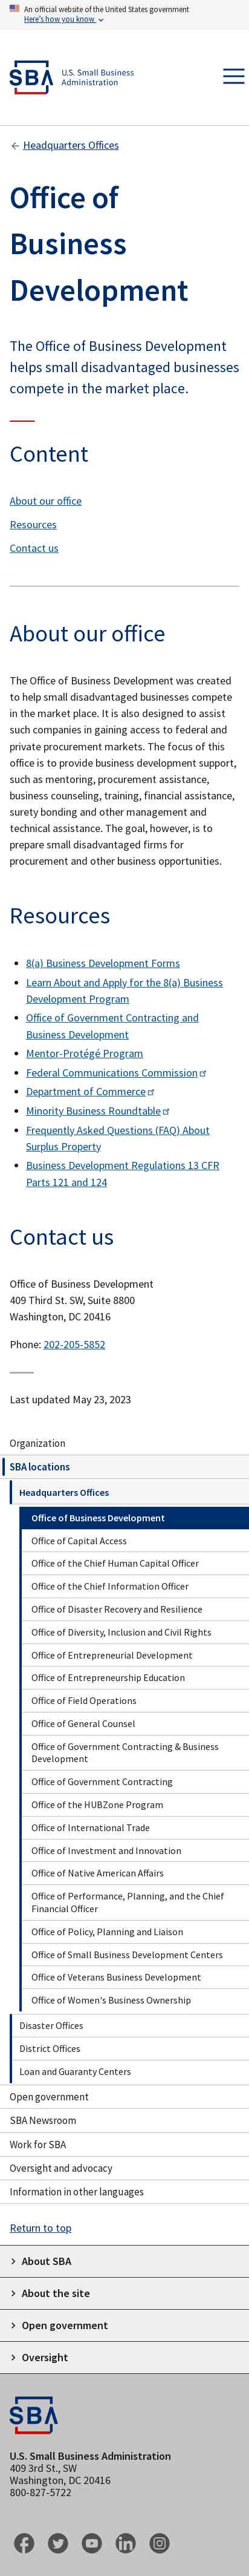 An official website of the United States government
Here's how you know
SBA
U.S. Small Business
Administration
Headquarters Offices
Office of
Business
Development
The Office of Business Development
helps small disadvantaged businesses
compete in the market place.
Content
About our office
Resources
Contact us
About our office
The Office of Business Development was created
to help small disadvantaged businesses compete
in the market place. It is also designed to assist
such companies in gaining access to federal and
private procurement markets. The focus of this
office is to provide business development support,
such as mentoring, procurement assistance,
business counseling, training, financial assistance,
surety bonding and other management and
technical assistance. The goal, however, is to
prepare small disadvantaged firms for
procurement and other business opportunities.
Resources
8(a) Business Development Forms
Learn About and Apply for the 8(a) Business
Development Program
Office of Government Contracting and
Business Development
Mentor-Protégé Program
Federal Communications Commission
Department of Commerce
Minority Business Roundtable
Frequently Asked Questions (FAQ) About
Surplus Property
Business Development Regulations 13 CFR
Parts 121 and 124
Contact us
Office of Business Development
409 Third St. SW, Suite 8800
Washington, DC 20416
Phone: 202-205-5852
Last updated May 23, 2023
Organization
SBA locations
Headquarters Offices
Office of Business Development
Office of Capital Access
Office of the Chief Human Capital Officer
Office of the Chief Information Officer
Office of Disaster Recovery and Resilience
Office of Diversity, Inclusion and Civil Rights
Office of Entrepreneurial Development
Office of Entrepreneurship Education
Office of Field Operations
Office of General Counsel
Office of Government Contracting & Business
Development
Office of Government Contracting
Office of the HUBZone Program
Office of International Trade
Office of Investment and Innovation
Office of Native American Affairs
Office of Performance, Planning, and the Chief
Financial Officer
Office of Policy, Planning and Liaison
Office of Small Business Development Centers
Office of Veterans Business Development
Office of Women's Business Ownership
Disaster Offices
District Offices
Loan and Guaranty Centers
Open government
SBA Newsroom
Work for SBA
Oversight and advocacy
Information in other languages
Return to top
About SBA
About the site
Open government
Oversight
SBA
U.S. Small Business Administration
409 3rd St., SW
Washington, DC 20416
800-827-5722